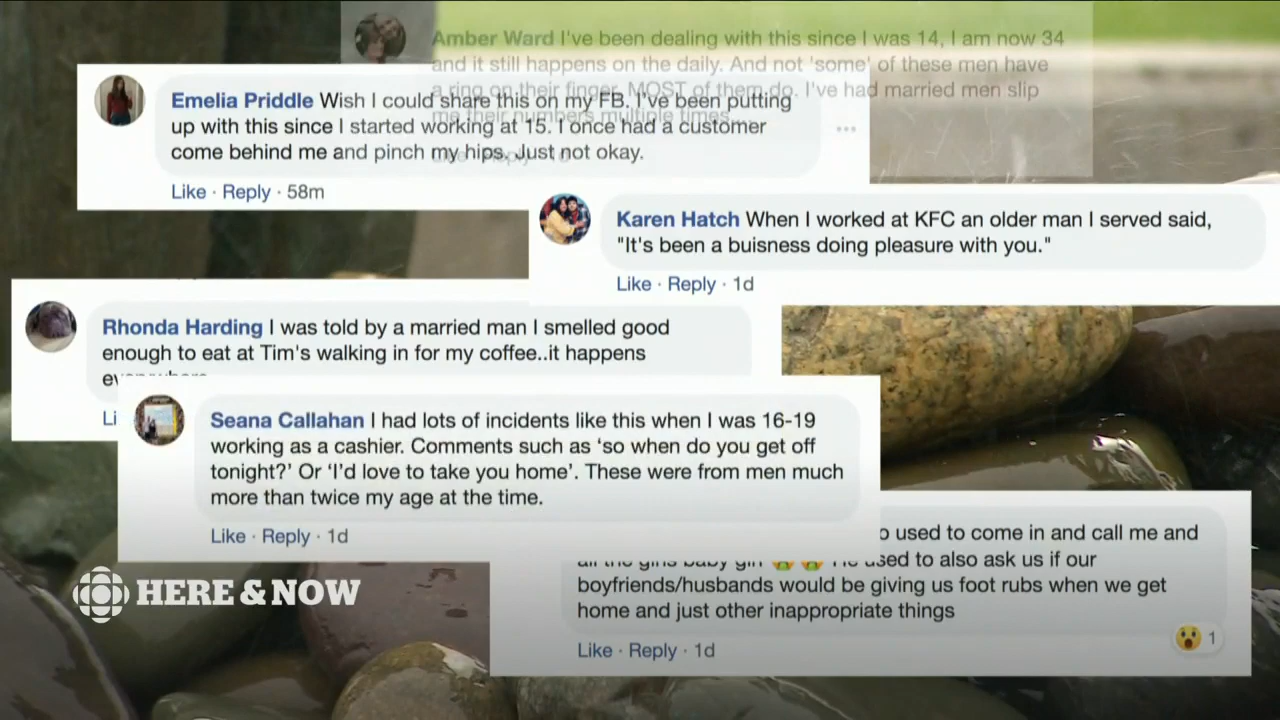 Amber Ward I've been dealing with this since I was 14, I am now 34
and it still happens on the daily. And not 'some' of these men have
a ring on their finger, MOST of them do. I've had married men slip
me their numbers multiple times....
Emelia Priddle Wish I could share this on my FB. I've been putting
up with this since I started working at 15. I once had a customer
come behind me and pinch my hips. Just not okay.
Like · Reply · 58m
Karen Hatch When I worked at KFC an older man I served said,
"It's been a buisness doing pleasure with you."
Like · Reply · 1d
Rhonda Harding I was told by a married man I smelled good
enough to eat at Tim's walking in for my coffee..it happens
Li
Seana Callahan I had lots of incidents like this when I was 16-19
working as a cashier. Comments such as ‘so when do you get off
tonight?’ Or ‘I’d love to take you home’. These were from men much
more than twice my age at the time.
Like · Reply · 1d
o used to come in and call me and
all the girls baby girl 😭😭 He used to also ask us if our
boyfriends/husbands would be giving us foot rubs when we get
home and just other inappropriate things
Like · Reply · 1d
😮 1
HERE & NOW